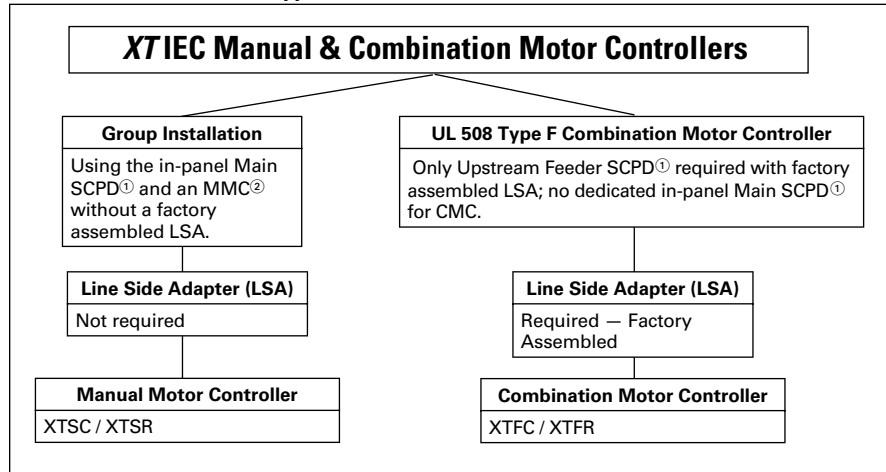 XT IEC Manual & Combination Motor Controllers
Group Installation
Using the in-panel Main
SCPD① and an MMC②
without a factory
assembled LSA.
UL 508 Type F Combination Motor Controller
Only Upstream Feeder SCPD① required with factory
assembled LSA; no dedicated in-panel Main SCPD①
for CMC.
Line Side Adapter (LSA)
Not required
Line Side Adapter (LSA)
Required — Factory
Assembled
Manual Motor Controller
XTSC / XTSR
Combination Motor Controller
XTFC / XTFR